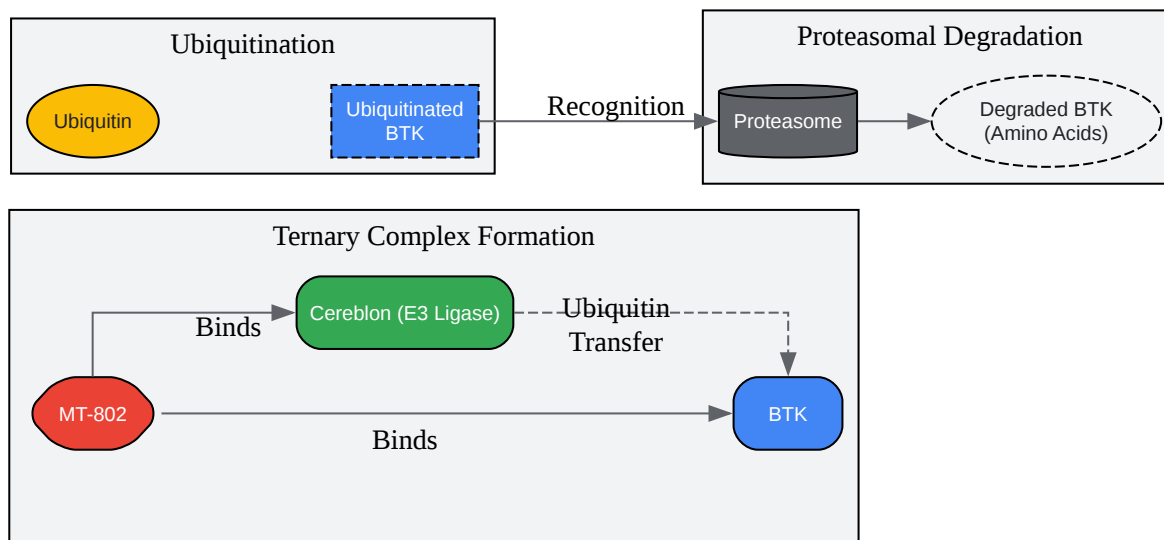 Ubiquitination
Ubiquitin
Ubiquitinated
BTK
Recognition
Proteasomal Degradation
Proteasome
Degraded BTK
(Amino Acids)
Ternary Complex Formation
Binds
Cereblon (E3 Ligase)
Ubiquitin
Transfer
MT-802
Binds
BTK